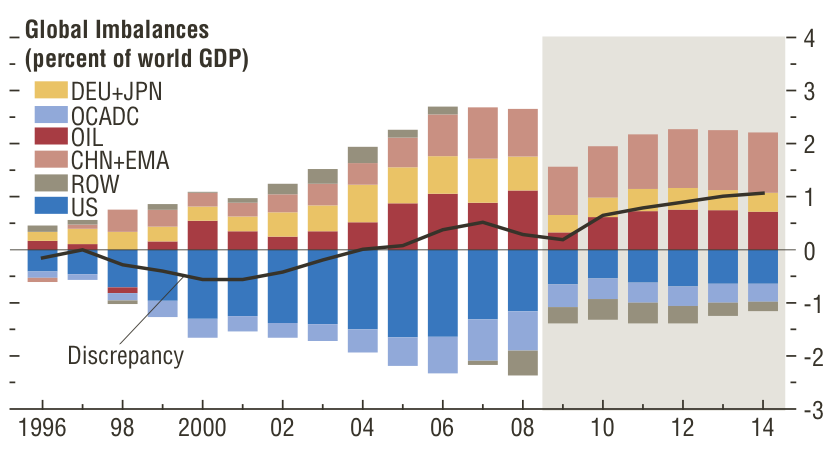 Global Imbalances
(percent of world GDP)
DEU+JPN
OCADC
OIL
CHN+EMA
ROW
US
Discrepancy
4
3
2
1
0
-1
-2
-3
1996 98 2000 02 04 06 08 10 12 14